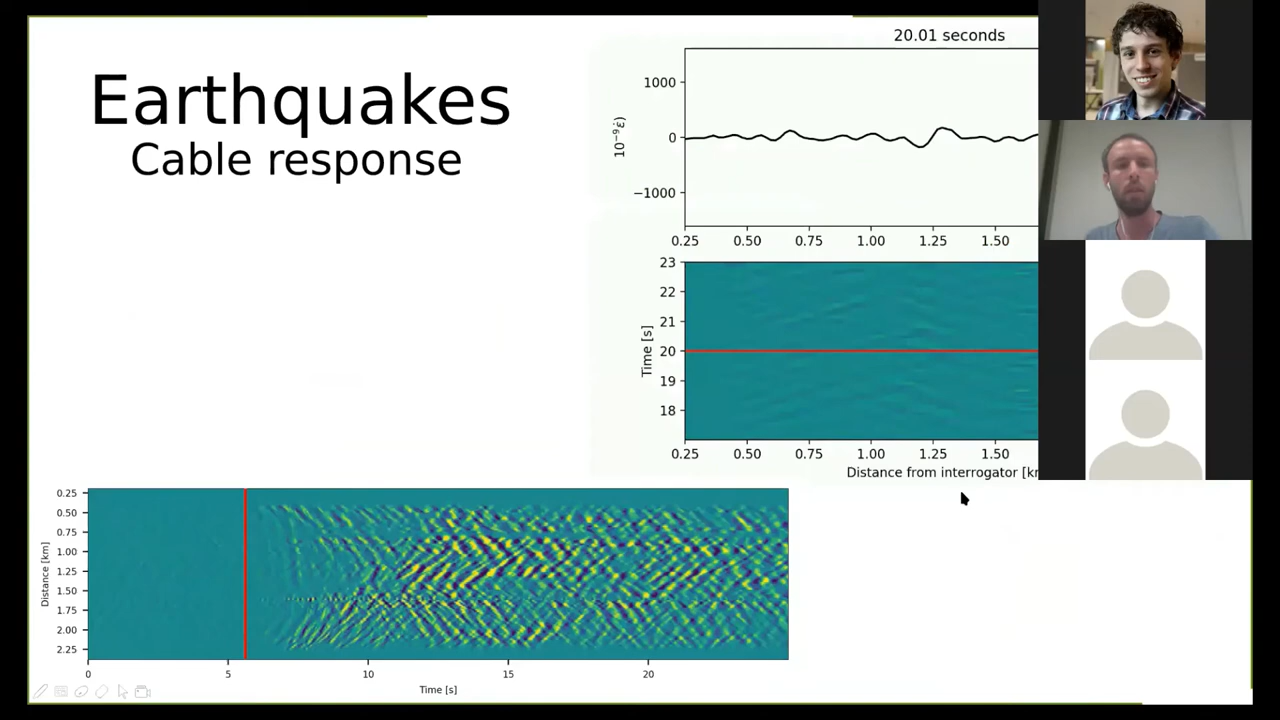 Earthquakes
Cable response
20.01 seconds
1000
0
−1000
10⁻⁹ ε̇)
0.25 0.50 0.75 1.00 1.25 1.50
23
22
21
20
19
18
Time [s]
0.25 0.50 0.75 1.00 1.25 1.50
Distance from interrogator [
0.25
0.50
0.75
1.00
1.25
1.50
1.75
2.00
2.25
Distance [km]
0 5 10 15 20
Time [s]